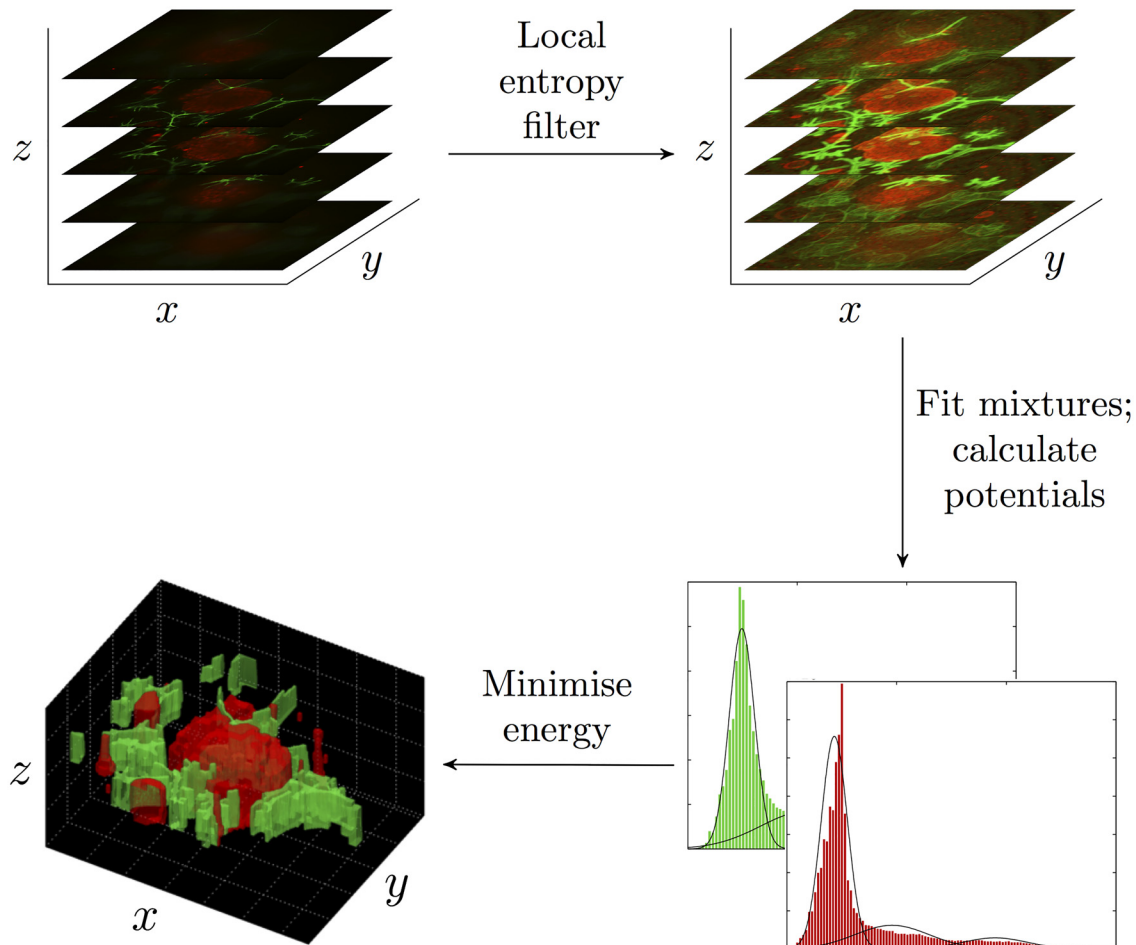 Local
entropy
filter
z
y
x
z
y
x
Fit mixtures;
calculate
potentials
Minimise
energy
z
y
x